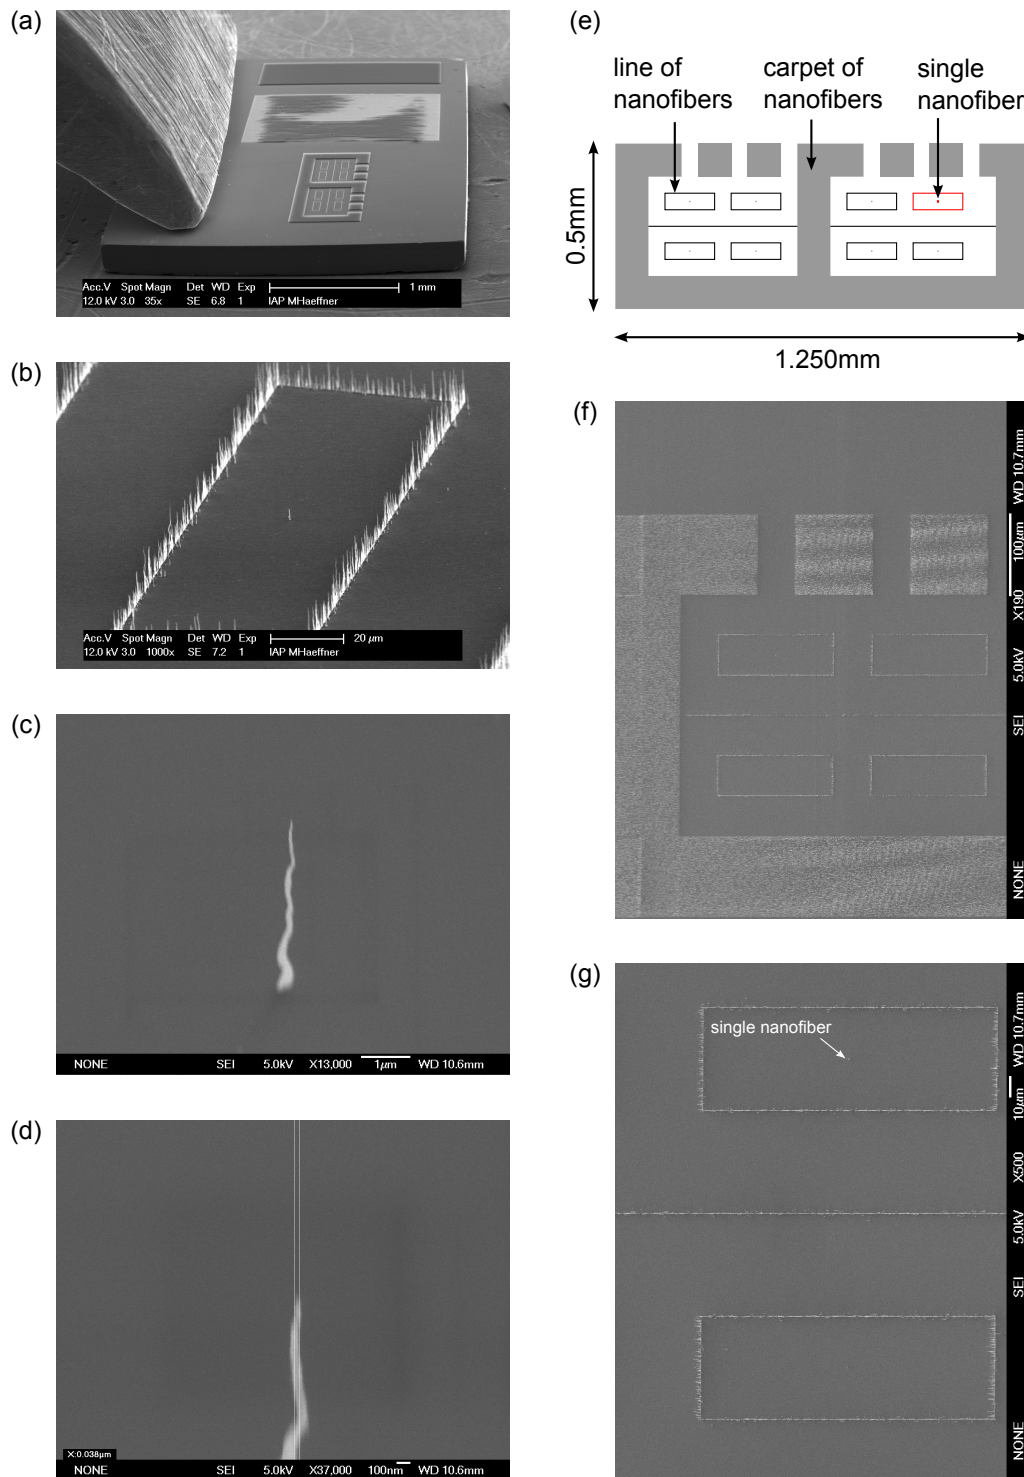 (a)
Acc.V Spot Magn Det WD Exp 1 mm
12.0 kV 3.0 35x SE 6.8 1 IAP MHaeffner
(b)
Acc.V Spot Magn Det WD Exp 20 µm
12.0 kV 3.0 1000x SE 7.2 1 IAP MHaeffner
(c)
NONE SEI 5.0kV X13,000 1µm WD 10.6mm
(d)
X:0.038µm
NONE SEI 5.0kV X37,000 100nm WD 10.6mm
(e)
line of
nanofibers
carpet of
nanofibers
single
nanofiber
0.5mm
1.250mm
(f)
NONE SEI 5.0kV X190 100µm WD 10.7mm
(g)
single nanofiber
NONE SEI 5.0kV X500 10µm WD 10.7mm